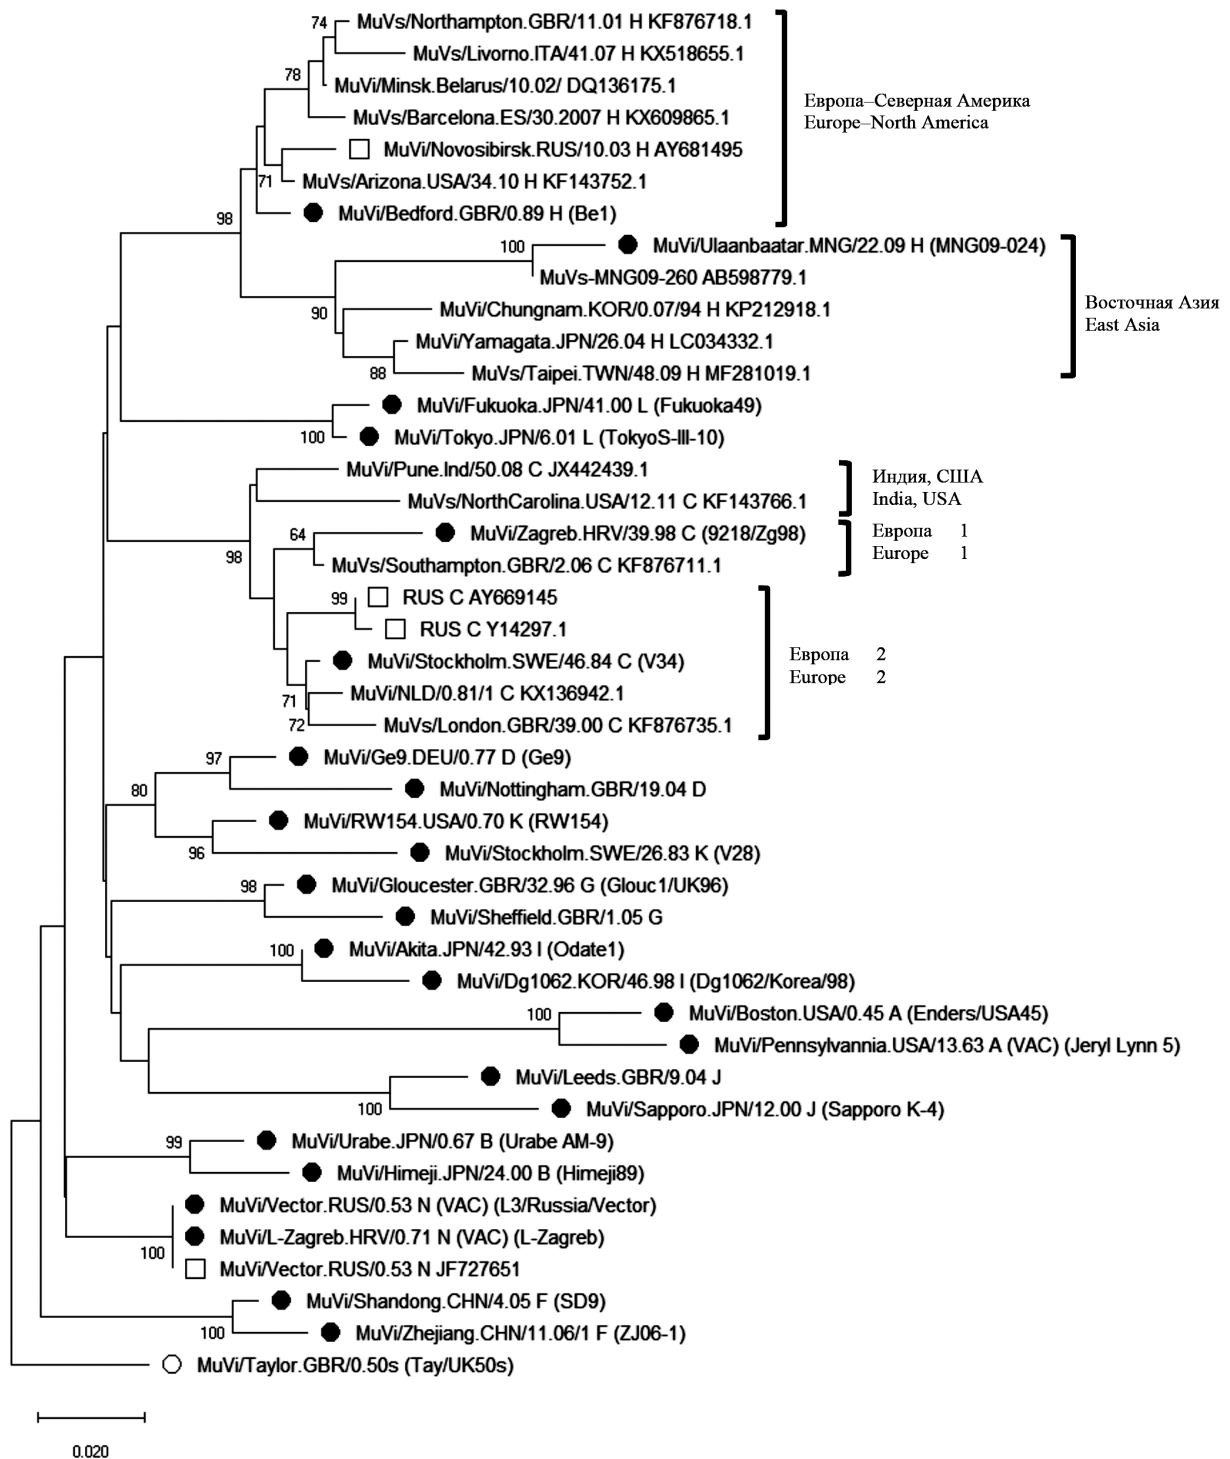 74
MuVs/Northampton.GBR/11.01 H KF876718.1
MuVs/Livorno.ITA/41.07 H KX518655.1
78
MuVi/Minsk.Belarus/10.02/ DQ136175.1
MuVs/Barcelona.ES/30.2007 H KX609865.1
Европа–Северная Америка
Europe–North America
MuVi/Novosibirsk.RUS/10.03 H AY681495
71
MuVs/Arizona.USA/34.10 H KF143752.1
98
MuVi/Bedford.GBR/0.89 H (Be1)
100
MuVi/Ulaanbaatar.MNG/22.09 H (MNG09-024)
MuVs-MNG09-260 AB598779.1
90
MuVi/Chungnam.KOR/0.07/94 H KP212918.1
Восточная Азия
East Asia
MuVi/Yamagata.JPN/26.04 H LC034332.1
88
MuVs/Taipei.TWN/48.09 H MF281019.1
MuVi/Fukuoka.JPN/41.00 L (Fukuoka49)
100
MuVi/Tokyo.JPN/6.01 L (TokyoS-III-10)
MuVi/Pune.Ind/50.08 C JX442439.1
Индия, США
India, USA
MuVs/NorthCarolina.USA/12.11 C KF143766.1
64
MuVi/Zagreb.HRV/39.98 C (9218/Zg98)
Европа 1
Europe 1
98
MuVs/Southampton.GBR/2.06 C KF876711.1
99
RUS C AY669145
RUS C Y14297.1
Европа 2
Europe 2
MuVi/Stockholm.SWE/46.84 C (V34)
71
MuVi/NLD/0.81/1 C KX136942.1
72
MuVs/London.GBR/39.00 C KF876735.1
97
MuVi/Ge9.DEU/0.77 D (Ge9)
80
MuVi/Nottingham.GBR/19.04 D
MuVi/RW154.USA/0.70 K (RW154)
96
MuVi/Stockholm.SWE/26.83 K (V28)
98
MuVi/Gloucester.GBR/32.96 G (Glouc1/UK96)
MuVi/Sheffield.GBR/1.05 G
100
MuVi/Akita.JPN/42.93 I (Odate1)
MuVi/Dg1062.KOR/46.98 I (Dg1062/Korea/98)
100
MuVi/Boston.USA/0.45 A (Enders/USA45)
MuVi/Pennsylvannia.USA/13.63 A (VAC) (Jeryl Lynn 5)
MuVi/Leeds.GBR/9.04 J
100
MuVi/Sapporo.JPN/12.00 J (Sapporo K-4)
99
MuVi/Urabe.JPN/0.67 B (Urabe AM-9)
MuVi/Himeji.JPN/24.00 B (Himeji89)
MuVi/Vector.RUS/0.53 N (VAC) (L3/Russia/Vector)
MuVi/L-Zagreb.HRV/0.71 N (VAC) (L-Zagreb)
100
MuVi/Vector.RUS/0.53 N JF727651
MuVi/Shandong.CHN/4.05 F (SD9)
100
MuVi/Zhejiang.CHN/11.06/1 F (ZJ06-1)
MuVi/Taylor.GBR/0.50s (Tay/UK50s)
0.020